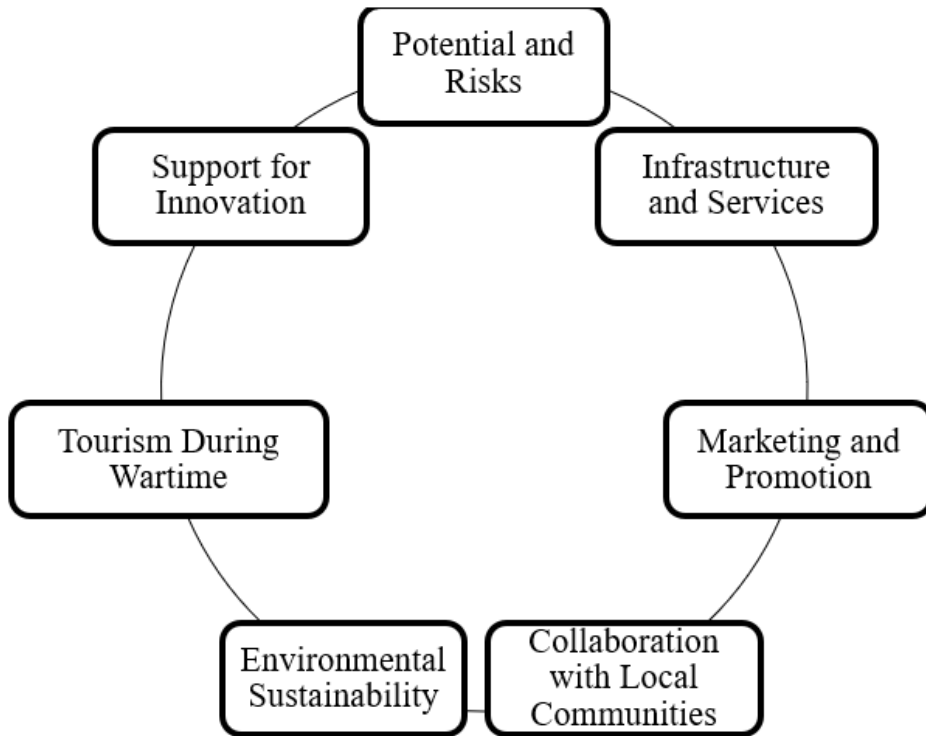 Potential and
Risks
Infrastructure
and Services
Marketing and
Promotion
Collaboration
with Local
Communities
Environmental
Sustainability
Tourism During
Wartime
Support for
Innovation